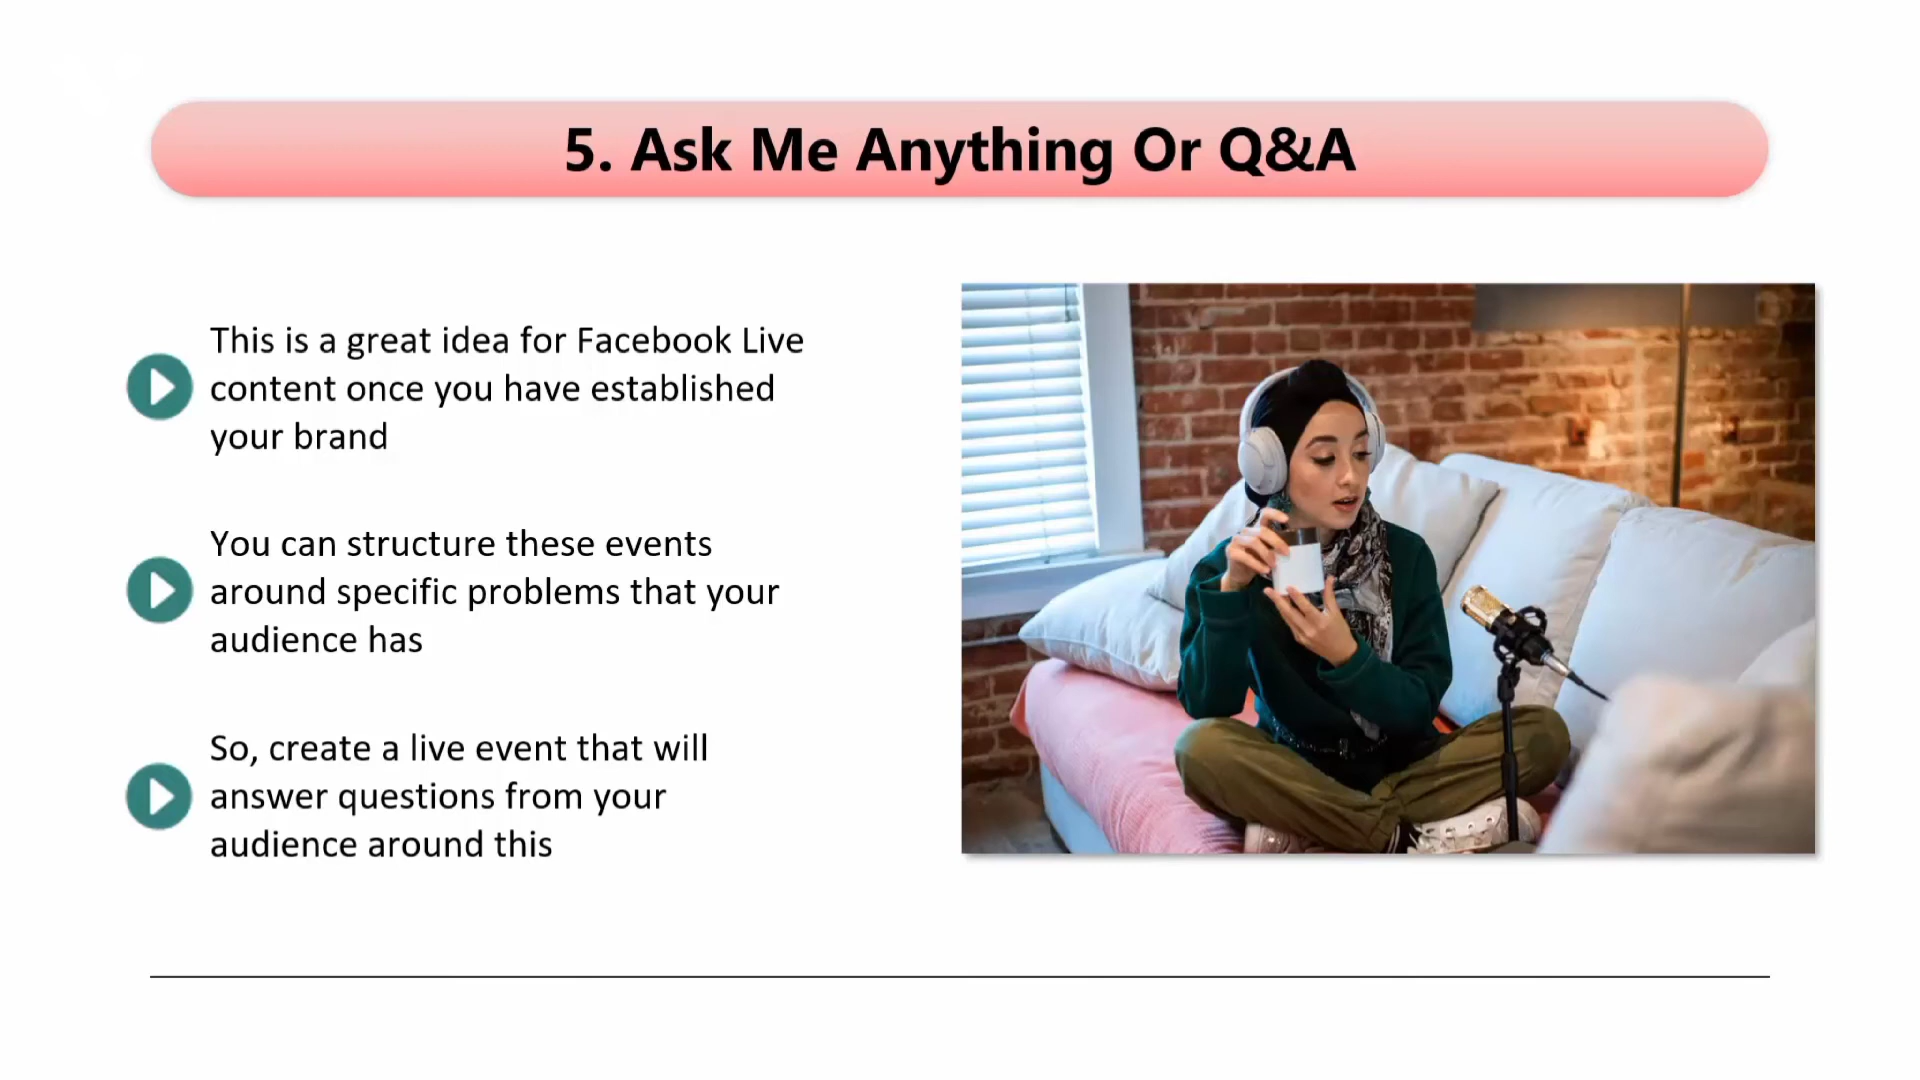 5. Ask Me Anything Or Q&A
This is a great idea for Facebook Live
content once you have established
your brand
You can structure these events
around specific problems that your
audience has
So, create a live event that will
answer questions from your
audience around this